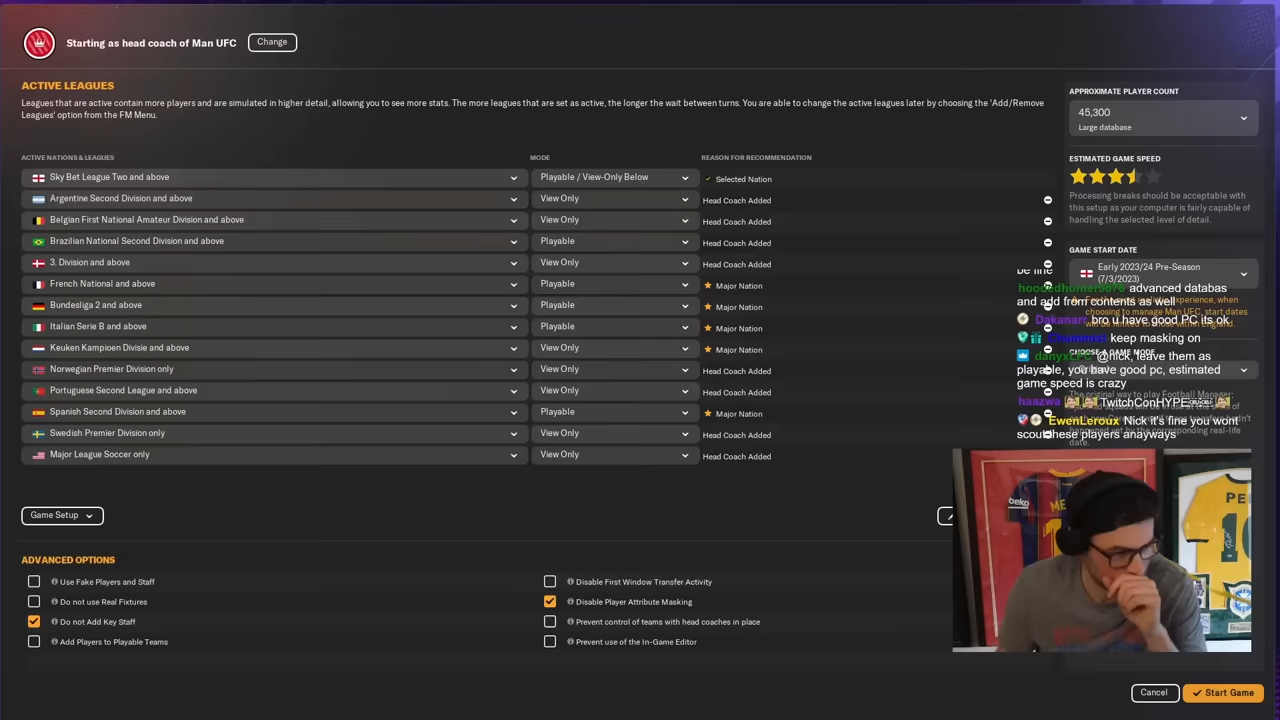 Starting as head coach of Man UFC
Change
ACTIVE LEAGUES
Leagues that are active contain more players and are simulated in higher detail, allowing you to see more stats. The more leagues that are set as active, the longer the wait between turns. You are able to change the active leagues later by choosing the 'Add/Remove
Leagues' option from the FM Menu.
ACTIVE NATIONS & LEAGUES MODE REASON FOR RECOMMENDATION
Sky Bet League Two and above Playable / View-Only Below Selected Nation
Argentine Second Division and above View Only Head Coach Added
Belgian First National Amateur Division and above View Only Head Coach Added
Brazilian National Second Division and above Playable Head Coach Added
3. Division and above View Only Head Coach Added
French National and above Playable Major Nation
Bundesliga 2 and above Playable Major Nation
Italian Serie B and above Playable Major Nation
Keuken Kampioen Divisie and above View Only Major Nation
Norwegian Premier Division only View Only Head Coach Added
Portuguese Second League and above View Only Head Coach Added
Spanish Second Division and above Playable Major Nation
Swedish Premier Division only View Only Head Coach Added
Major League Soccer only View Only Head Coach Added
Game Setup
ADVANCED OPTIONS
Use Fake Players and Staff
Do not use Real Fixtures
Do not Add Key Staff
Add Players to Playable Teams
Disable First Window Transfer Activity
Disable Player Attribute Masking
Prevent control of teams with head coaches in place
Prevent use of the In-Game Editor
APPROXIMATE PLAYER COUNT
45,300
Large database
ESTIMATED GAME SPEED
Processing breaks should be acceptable with
this setup as your computer is fairly capable of
handling the selected level of detail.
GAME START DATE
Early 2023/24 Pre-Season
(7/3/2023)
be fine
advanced databas
and add from contents as well
Dakanarr bro u have good PC its ok
keep masking on
danyxLFC @nick, leave them as
playable, you have good pc, estimated
game speed is crazy
haazwa TwitchConHYPE
EwenLeroux Nick it's fine you wont
scout these players anayways
beko
ME
10
PE
10
Cancel
Start Game